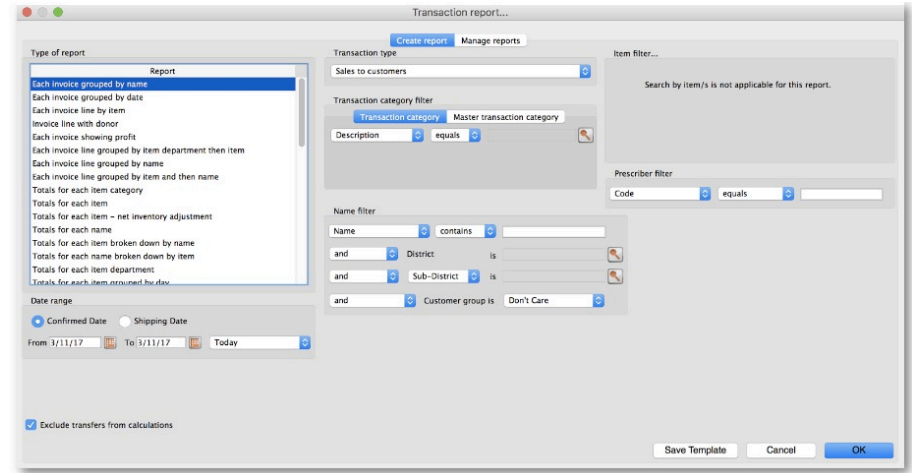 Transaction report...
Create report Manage reports
Type of report
Report
Each invoice grouped by name
Each invoice grouped by date
Each invoice line by item
Invoice line with donor
Each invoice showing profit
Each invoice line grouped by item department then item
Each invoice line grouped by name
Each invoice line grouped by item and then name
Totals for each item category
Totals for each item
Totals for each item - net inventory adjustment
Totals for each name
Totals for each item broken down by name
Totals for each name broken down by item
Totals for each item department
Totals for each item grouped by day
Date range
Confirmed Date Shipping Date
From 3/11/17 To 3/11/17 Today
Exclude transfers from calculations
Transaction type
Sales to customers
Transaction category filter
Transaction category Master transaction category
Description equals
Name filter
Name contains
and District is
and Sub-District is
and Customer group is Don't Care
Item filter...
Search by item/s is not applicable for this report.
Prescriber filter
Code equals
Save Template Cancel OK